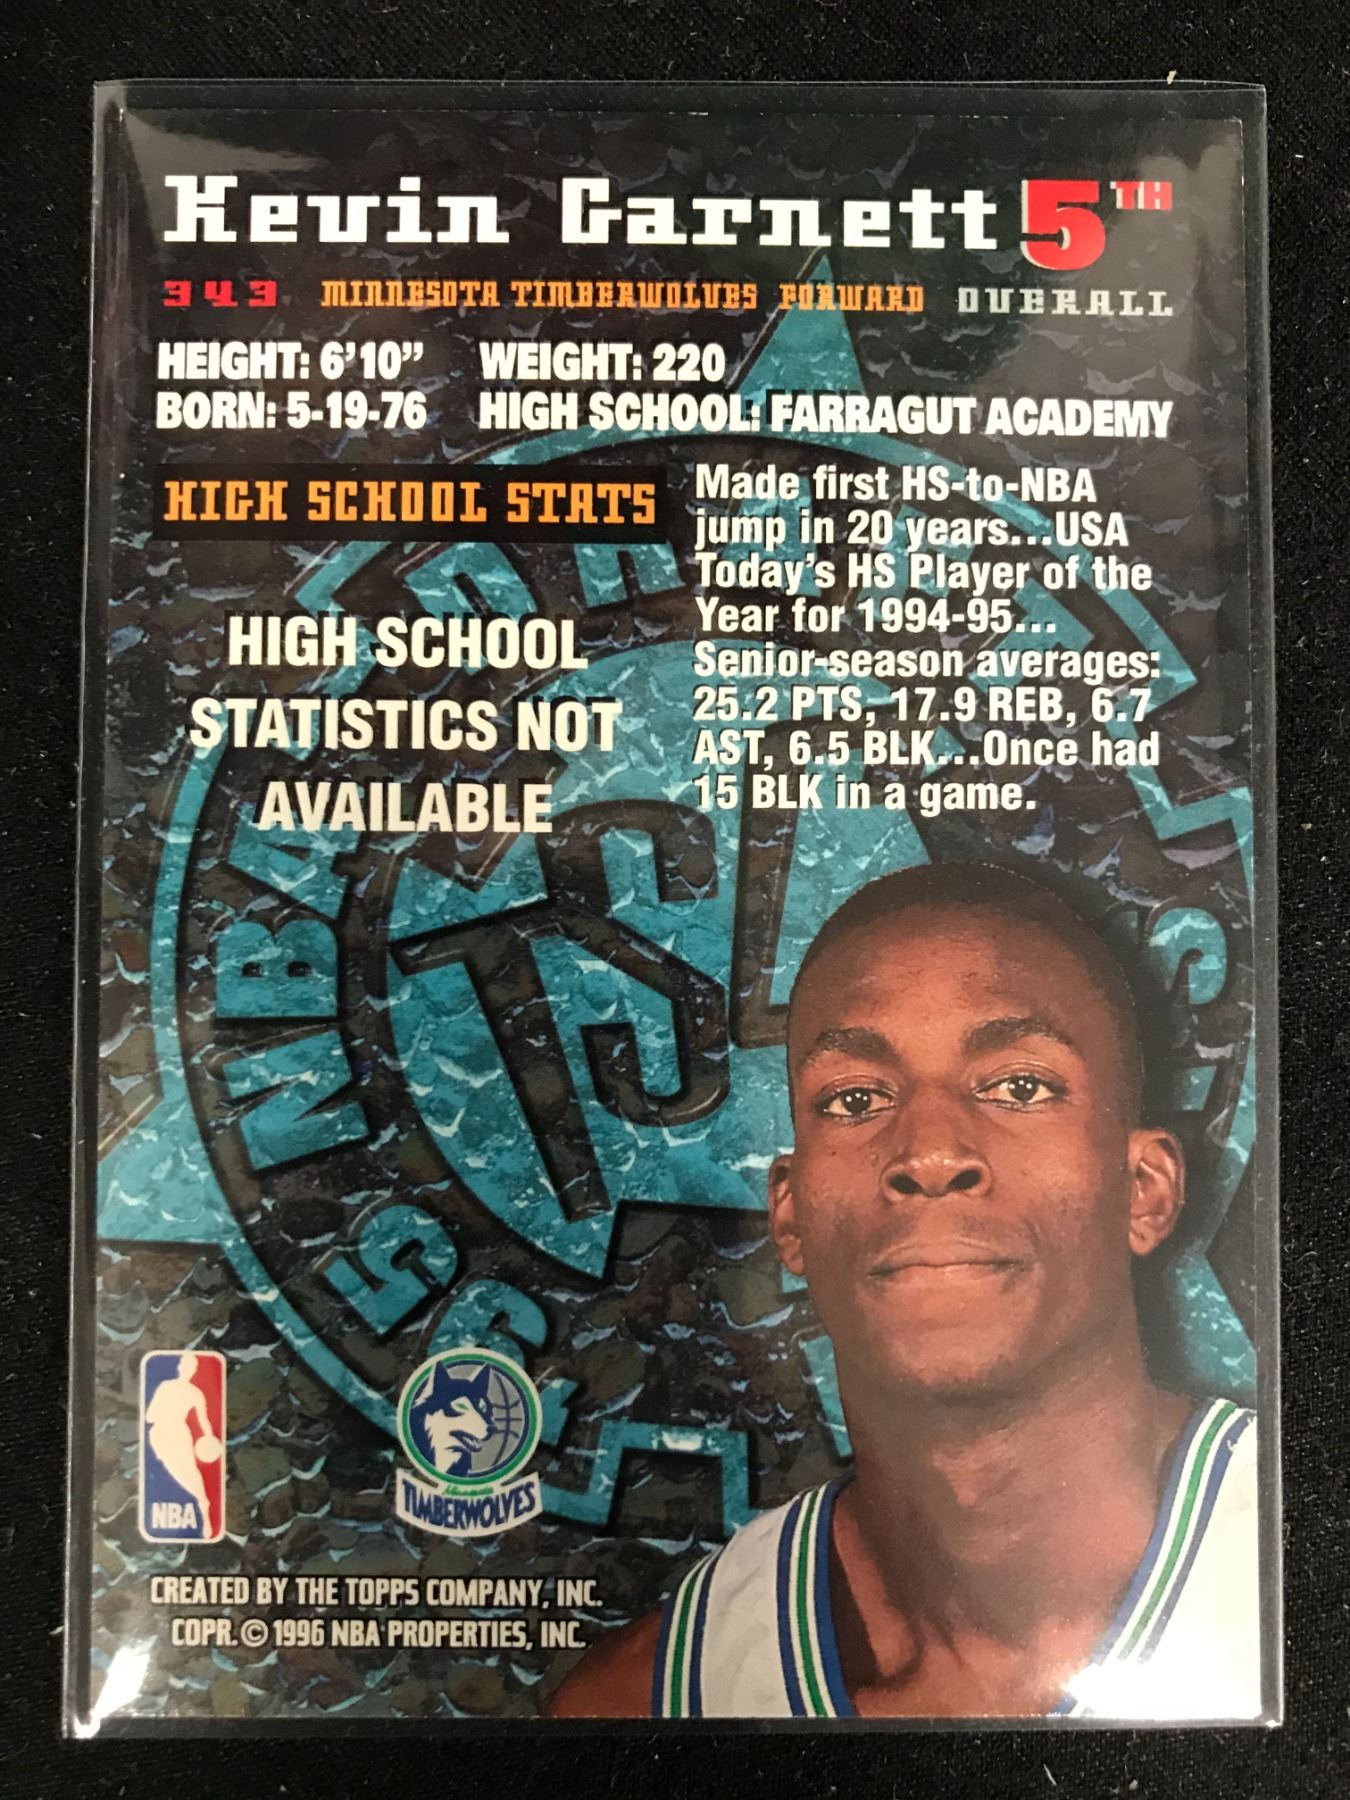 Kevin Garnett 5TH
343 MINNESOTA TIMBERWOLVES FORWARD OVERALL
HEIGHT: 6’10” WEIGHT: 220
BORN: 5-19-76 HIGH SCHOOL: FARRAGUT ACADEMY
HIGH SCHOOL STATS
HIGH SCHOOL
STATISTICS NOT
AVAILABLE
Made first HS-to-NBA
jump in 20 years...USA
Today’s HS Player of the
Year for 1994-95...
Senior-season averages:
25.2 PTS, 17.9 REB, 6.7
AST, 6.5 BLK...Once had
15 BLK in a game.
NBA
NBA
TIMBERWOLVES
CREATED BY THE TOPPS COMPANY, INC.
COPR. © 1996 NBA PROPERTIES, INC.